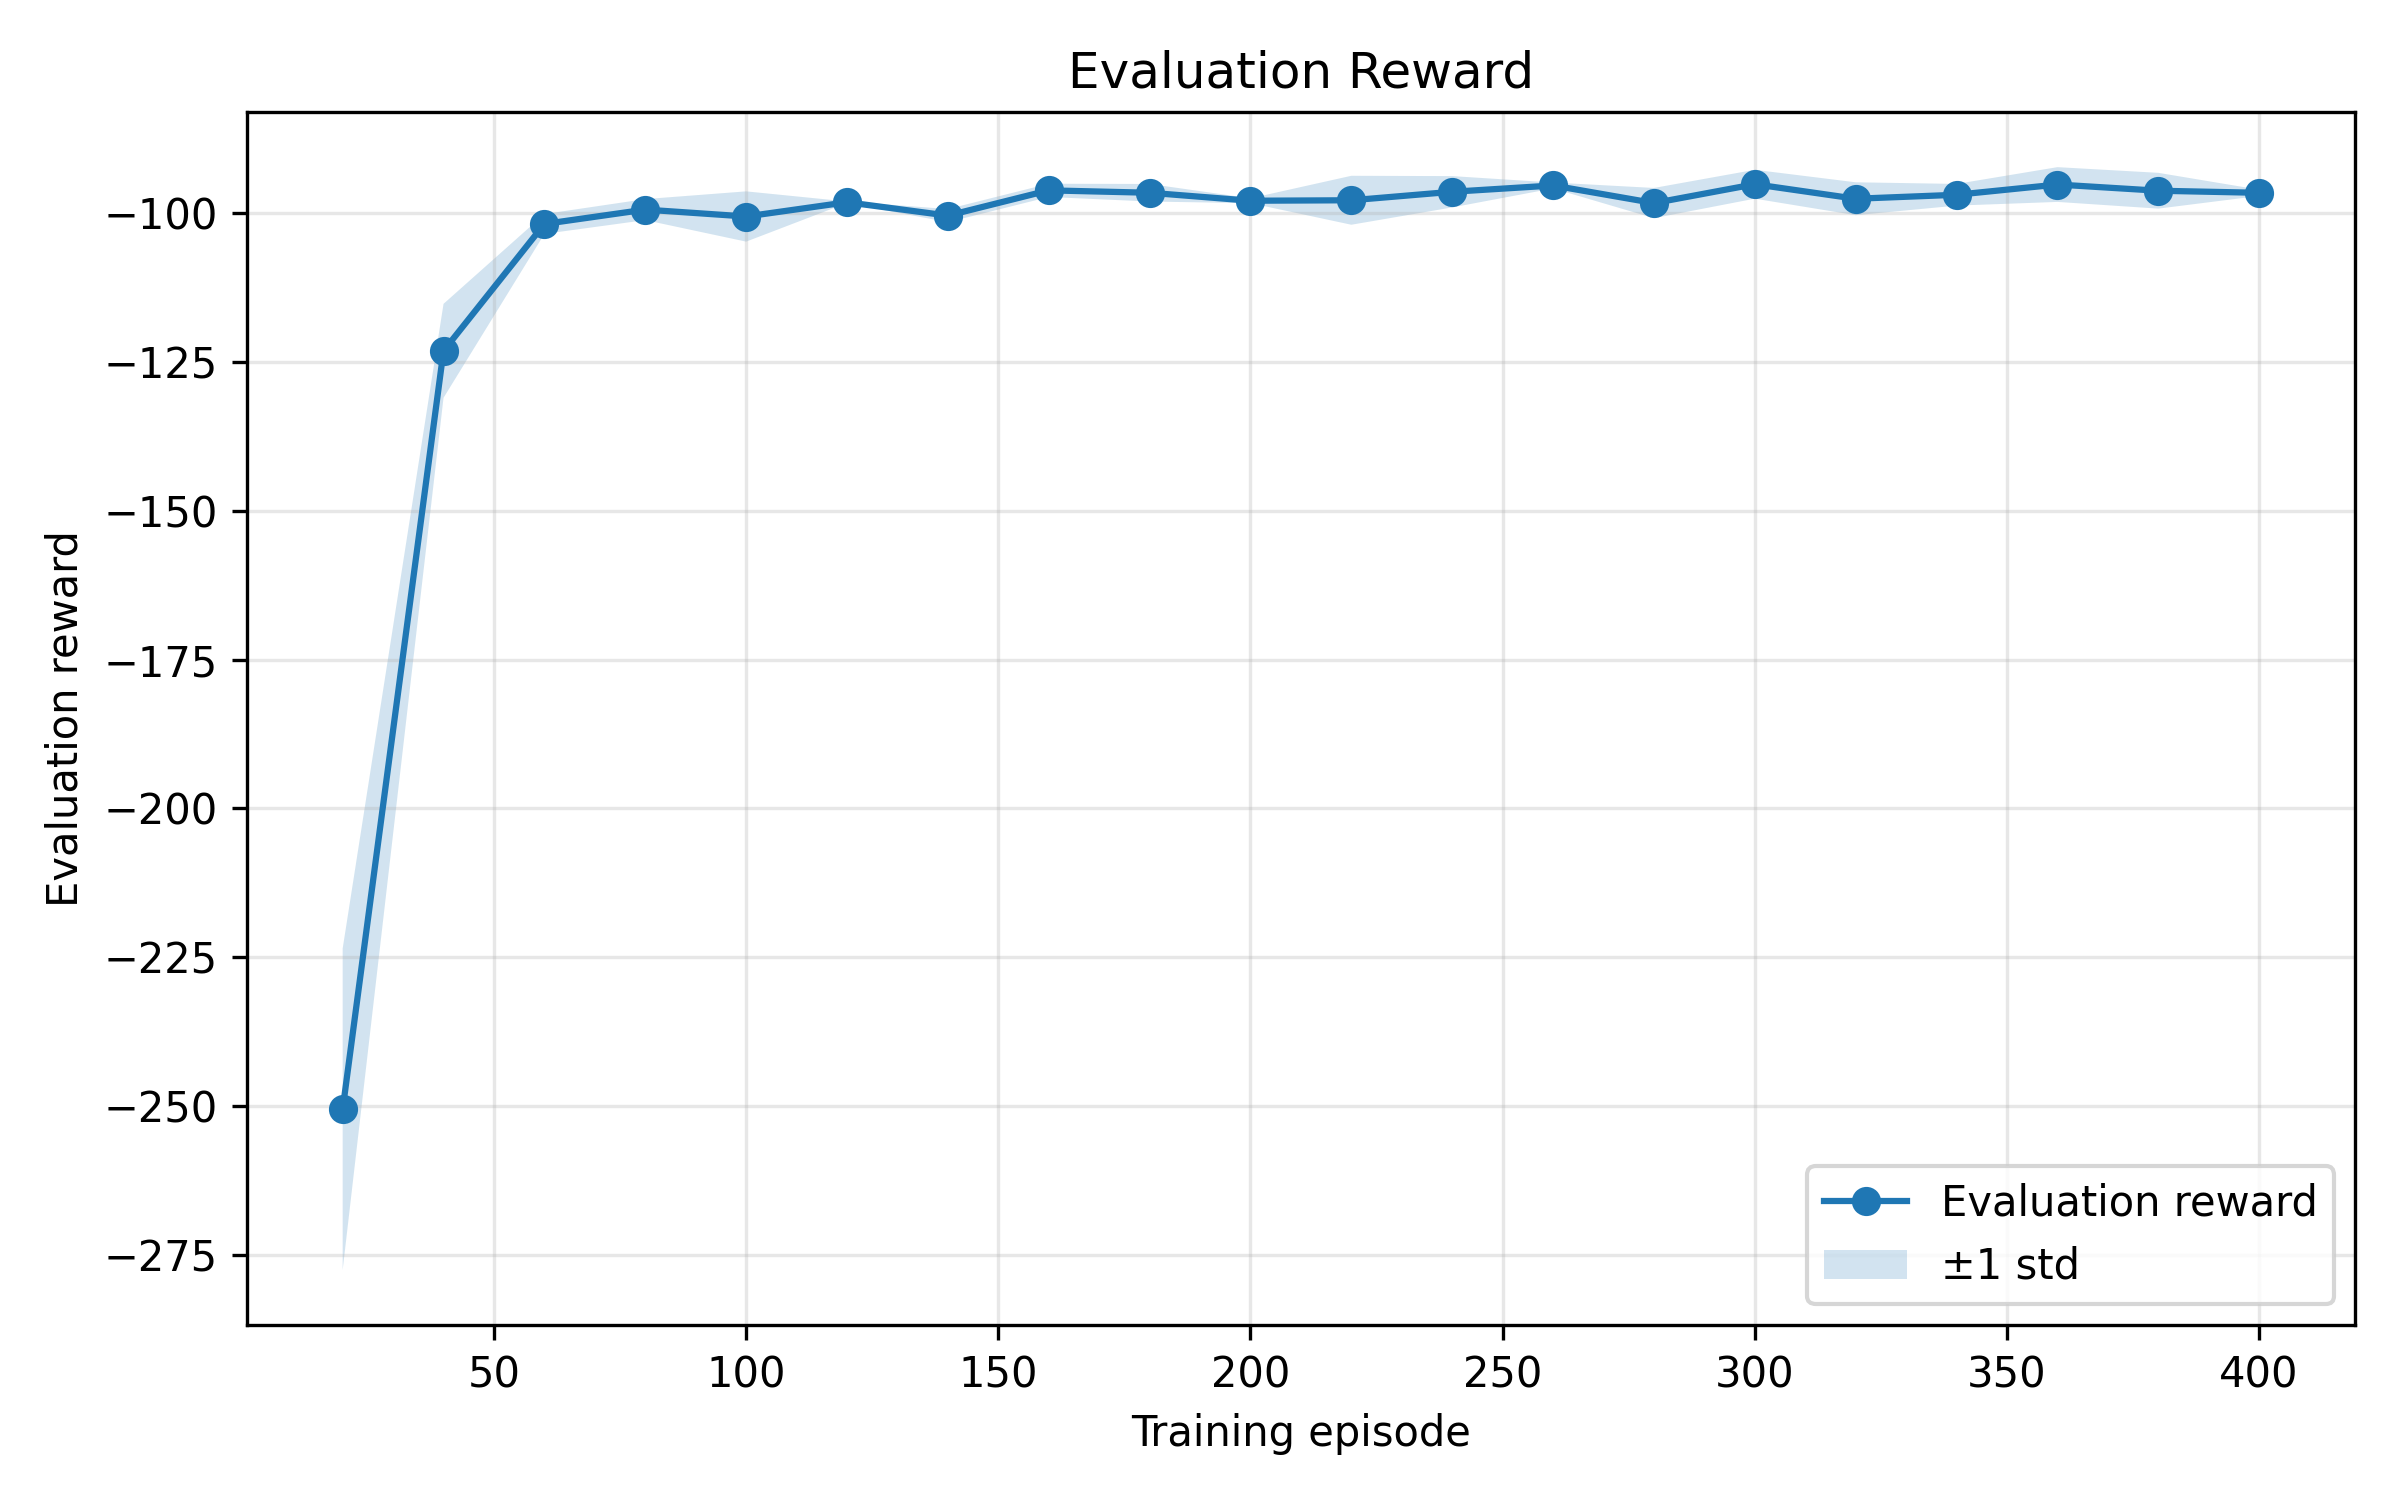 Evaluation Reward
Evaluation reward
−100
−125
−150
−175
−200
−225
−250
−275
50 100 150 200 250 300 350 400
Training episode
Evaluation reward
±1 std